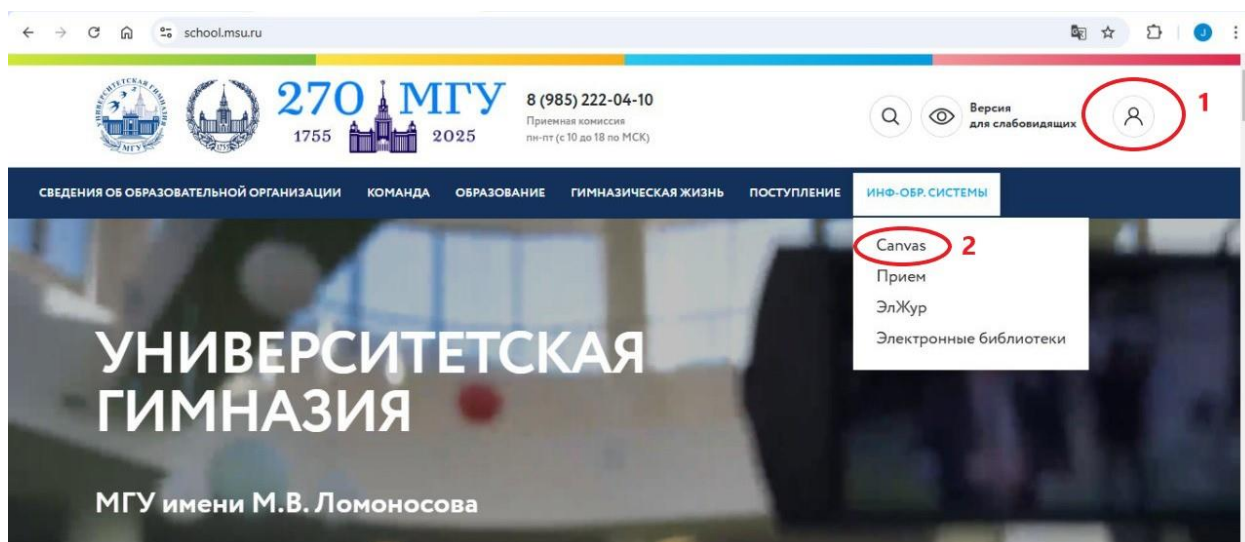 school.msu.ru
270 МГУ
1755 2025
8 (985) 222-04-10
Приемная комиссия
пн-пт (с 10 до 18 по МСК)
Версия
для слабовидящих
1
СВЕДЕНИЯ ОБ ОБРАЗОВАТЕЛЬНОЙ ОРГАНИЗАЦИИ КОМАНДА ОБРАЗОВАНИЕ ГИМНАЗИЧЕСКАЯ ЖИЗНЬ ПОСТУПЛЕНИЕ ИНФ-ОБР. СИСТЕМЫ
Canvas 2
Прием
ЭлЖур
Электронные библиотеки
УНИВЕРСИТЕТСКАЯ
ГИМНАЗИЯ
МГУ имени М.В. Ломоносова